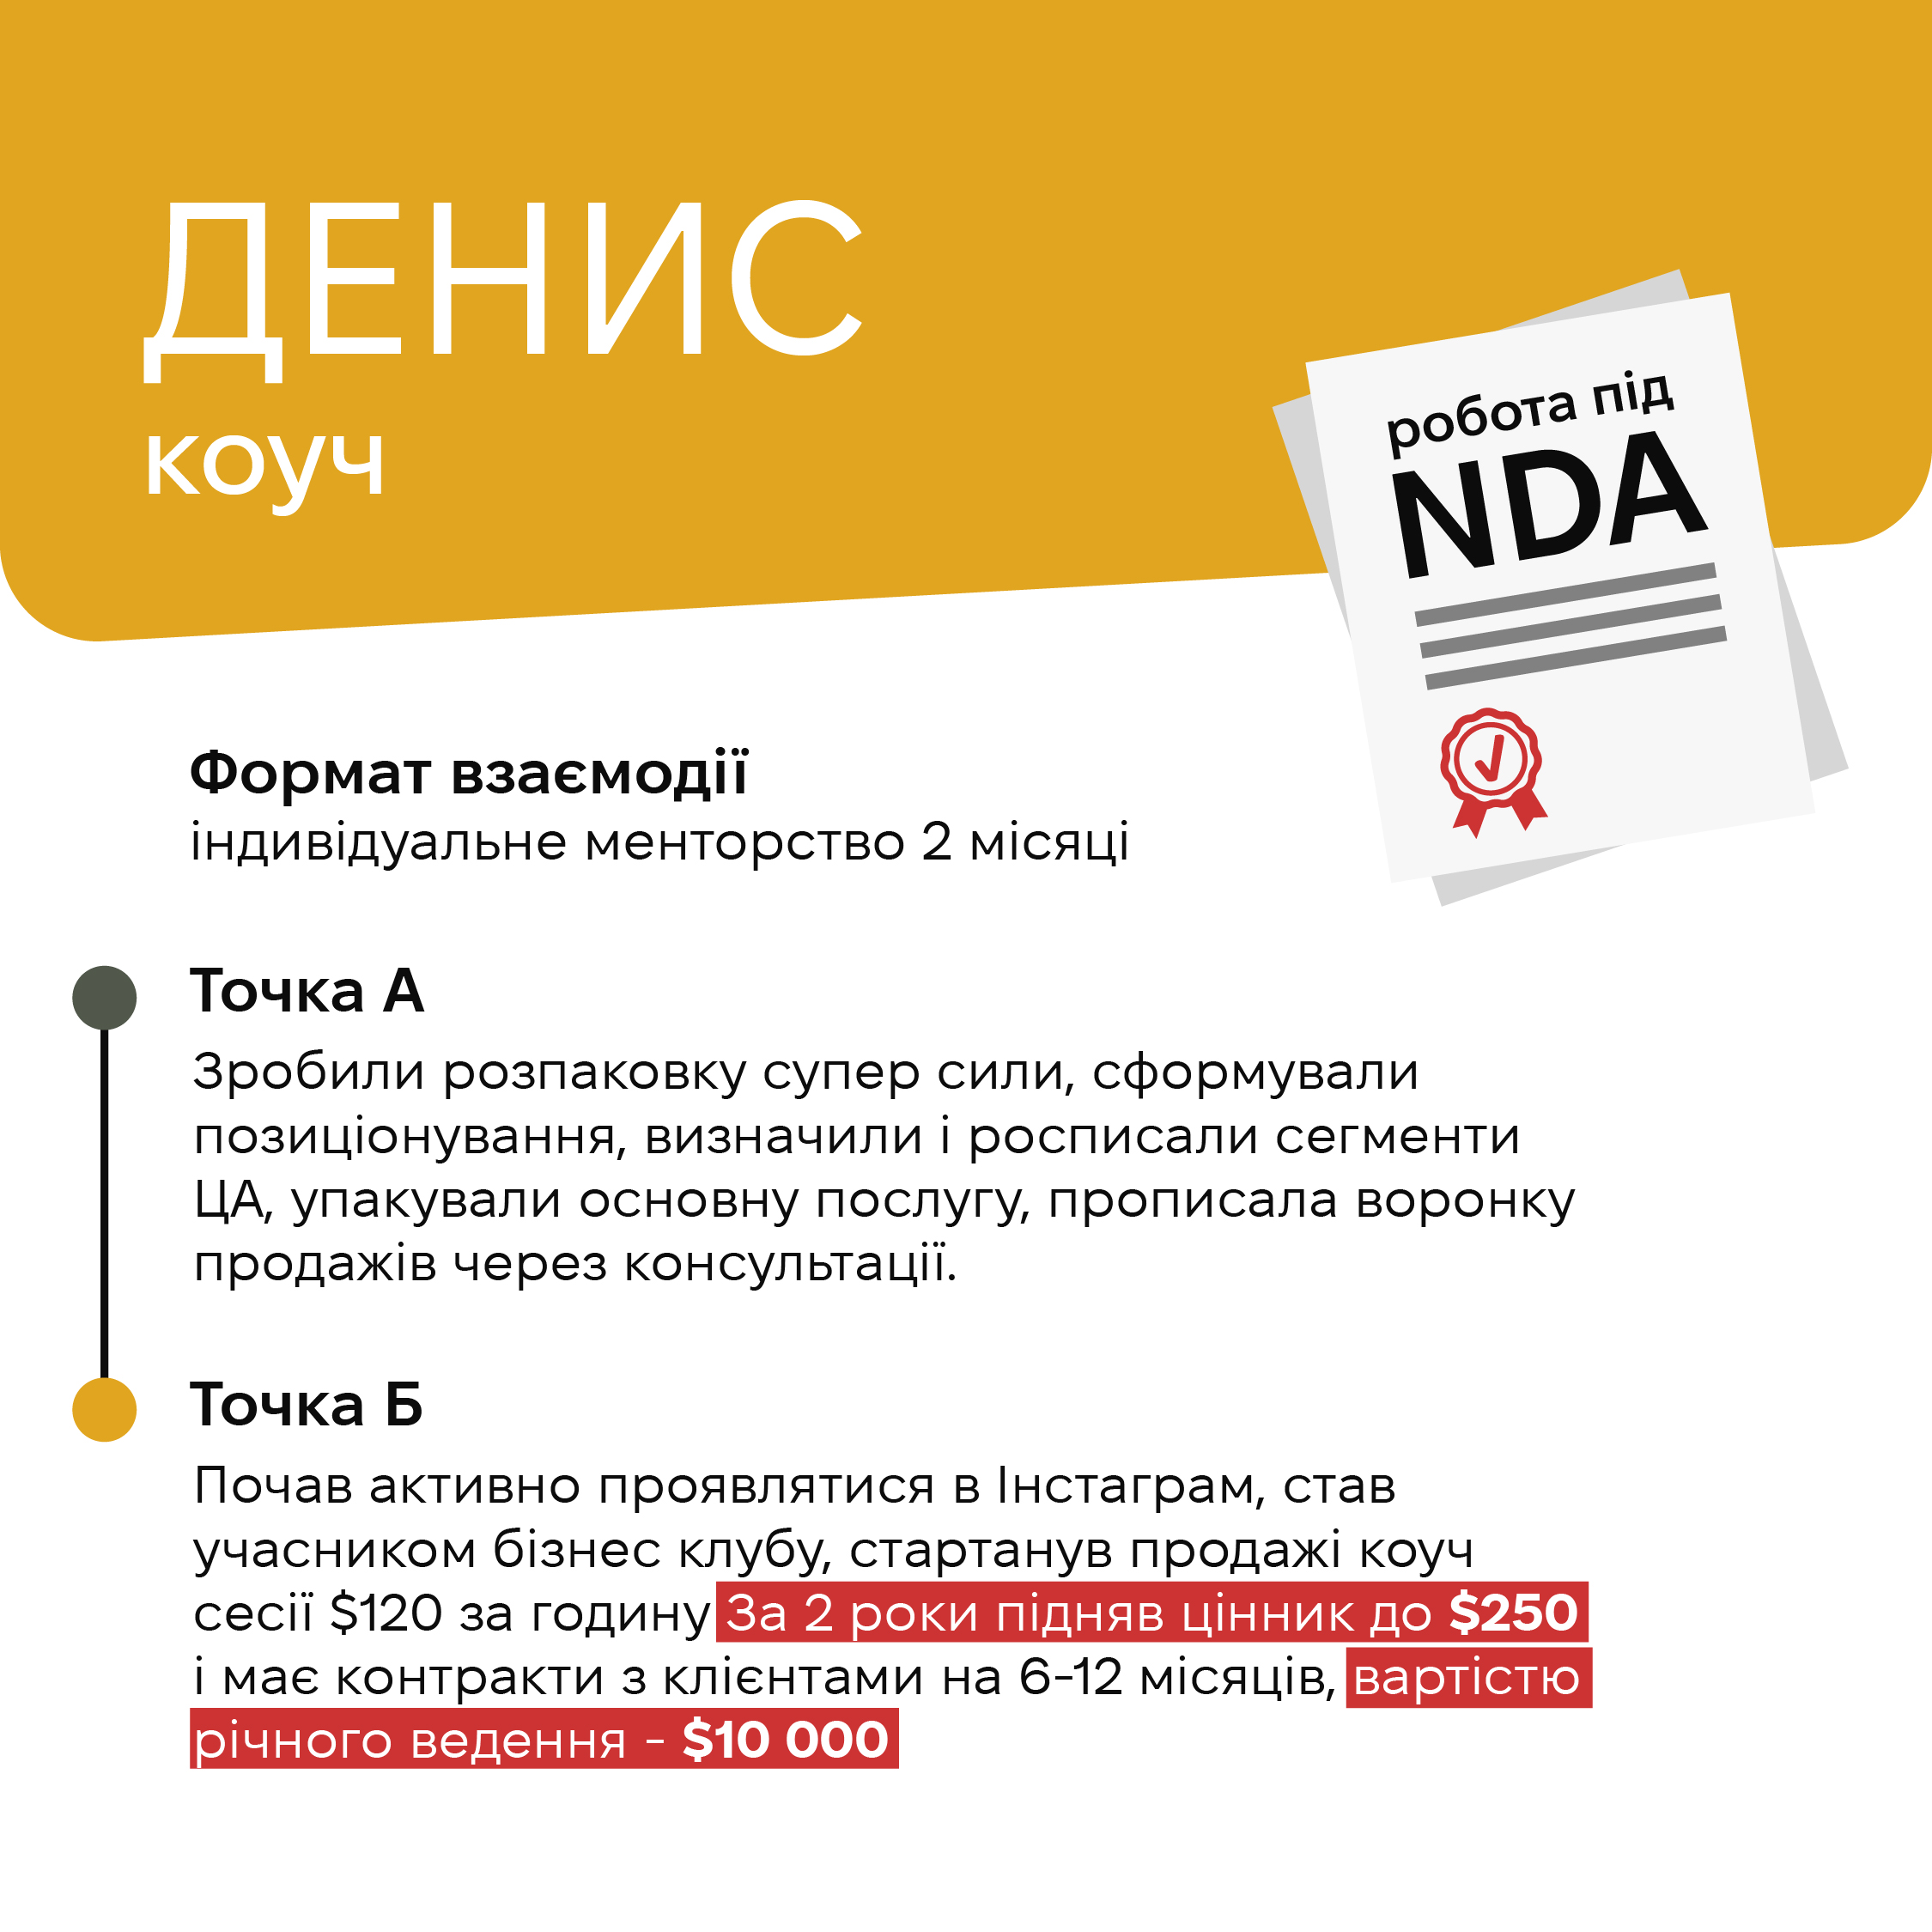 ДЕНИС
коуч
робота під
NDA
Формат взаємодії
індивідуальне менторство 2 місяці
Точка А
Зробили розпаковку супер сили, сформували
позиціонування, визначили і росписали сегменти
ЦА, упакували основну послугу, прописала воронку
продажів через консультації.
Точка Б
Почав активно проявлятися в Інстаграм, став
учасником бізнес клубу, стартанув продажі коуч
сесії $120 за годину За 2 роки підняв цінник до $250
і має контракти з клієнтами на 6-12 місяців, вартістю
річного ведення - $10 000